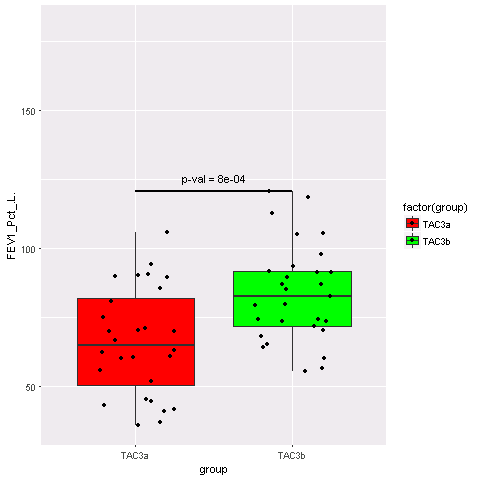 150
100
50
FEV1_Pct_L.
p-val = 8e-04
TAC3a
TAC3b
group
factor(group)
TAC3a
TAC3b